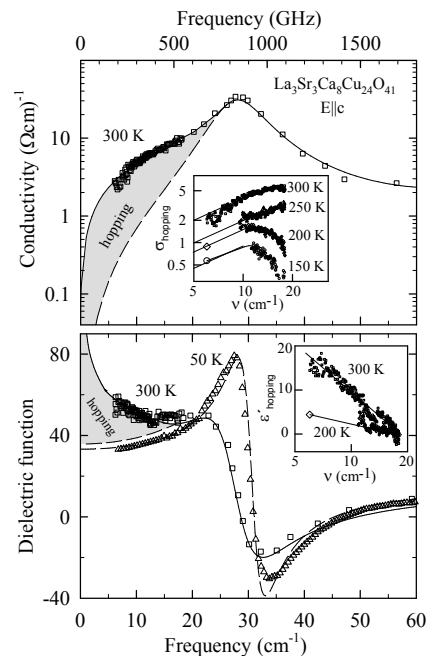 Frequency (GHz)
0 500 1000 1500
La₃Sr₃Ca₈Cu₂₄O₄₁
E||c
300 K
hopping
Conductivity (Ωcm)⁻¹
10
1
0.1
300 K
250 K
200 K
150 K
σhopping
5
1
0.5
5 10 20
ν (cm⁻¹)
80
40
0
-40
Dielectric function
50 K
300 K
hopping
20
10
0
ε′hopping
300 K
200 K
5 10 20
ν (cm⁻¹)
0 10 20 30 40 50 60
Frequency (cm⁻¹)